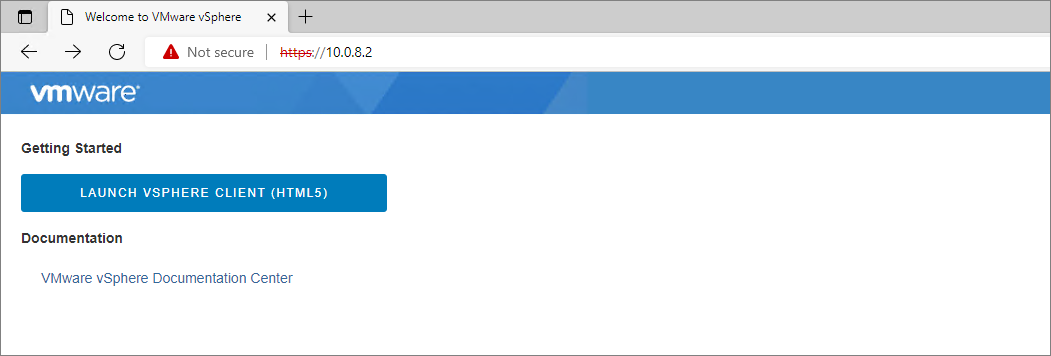 Welcome to VMware vSphere
Not secure https://10.0.8.2
vmware®
Getting Started
LAUNCH VSPHERE CLIENT (HTML5)
Documentation
VMware vSphere Documentation Center